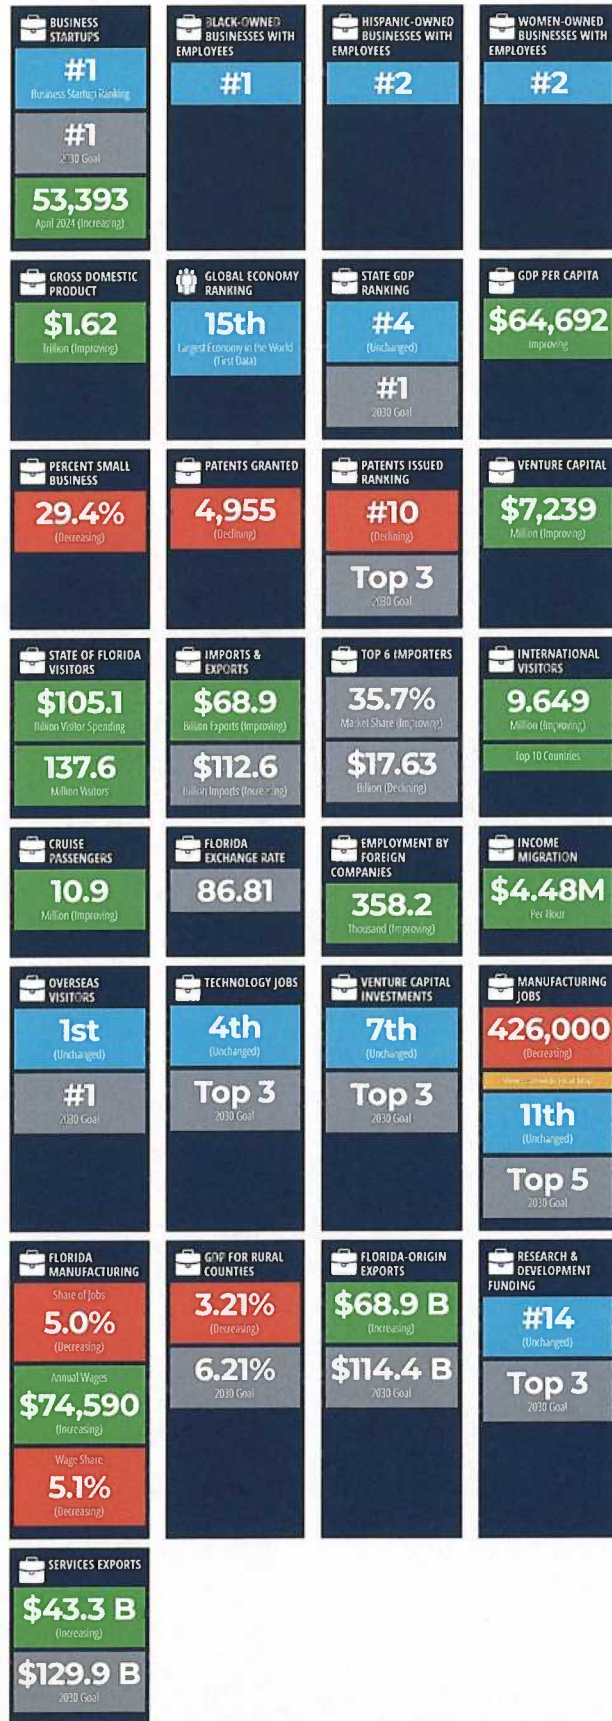 BUSINESS
STARTUPS
#1
Business Startup Ranking
#1
2030 Goal
53,393
April 2024 (Increasing)
BLACK-OWNED
BUSINESSES WITH
EMPLOYEES
#1
HISPANIC-OWNED
BUSINESSES WITH
EMPLOYEES
#2
WOMEN-OWNED
BUSINESSES WITH
EMPLOYEES
#2
GROSS DOMESTIC
PRODUCT
$1.62
Trillion (Improving)
GLOBAL ECONOMY
RANKING
15th
Largest Economy in the World
(First Data)
STATE GDP
RANKING
#4
(Unchanged)
#1
2030 Goal
GDP PER CAPITA
$64,692
Improving
PERCENT SMALL
BUSINESS
29.4%
(Decreasing)
PATENTS GRANTED
4,955
(Declining)
PATENTS ISSUED
RANKING
#10
(Declining)
Top 3
2030 Goal
VENTURE CAPITAL
$7,239
Million (Improving)
STATE OF FLORIDA
VISITORS
$105.1
Billion Visitor Spending
137.6
Million Visitors
IMPORTS &
EXPORTS
$68.9
Billion Exports (Improving)
$112.6
Billion Imports (Increasing)
TOP 6 IMPORTERS
35.7%
Market Share (Improving)
$17.63
Billion (Declining)
INTERNATIONAL
VISITORS
9.649
Million (Improving)
Top 10 Countries
CRUISE
PASSENGERS
10.9
Million (Improving)
FLORIDA
EXCHANGE RATE
86.81
EMPLOYMENT BY
FOREIGN
COMPANIES
358.2
Thousand (Improving)
INCOME
MIGRATION
$4.48M
Per Hour
OVERSEAS
VISITORS
1st
(Unchanged)
#1
2030 Goal
TECHNOLOGY JOBS
4th
(Unchanged)
Top 3
2030 Goal
VENTURE CAPITAL
INVESTMENTS
7th
(Unchanged)
Top 3
2030 Goal
MANUFACTURING
JOBS
426,000
(Decreasing)
11th
(Unchanged)
Top 5
2030 Goal
FLORIDA
MANUFACTURING
Share of Jobs
5.0%
(Decreasing)
Annual Wages
$74,590
(Increasing)
Wage Share
5.1%
(Decreasing)
GDP FOR RURAL
COUNTIES
3.21%
(Decreasing)
6.21%
2030 Goal
FLORIDA-ORIGIN
EXPORTS
$68.9 B
(Increasing)
$114.4 B
2030 Goal
RESEARCH &
DEVELOPMENT
FUNDING
#14
(Unchanged)
Top 3
2030 Goal
SERVICES EXPORTS
$43.3 B
(Increasing)
$129.9 B
2030 Goal